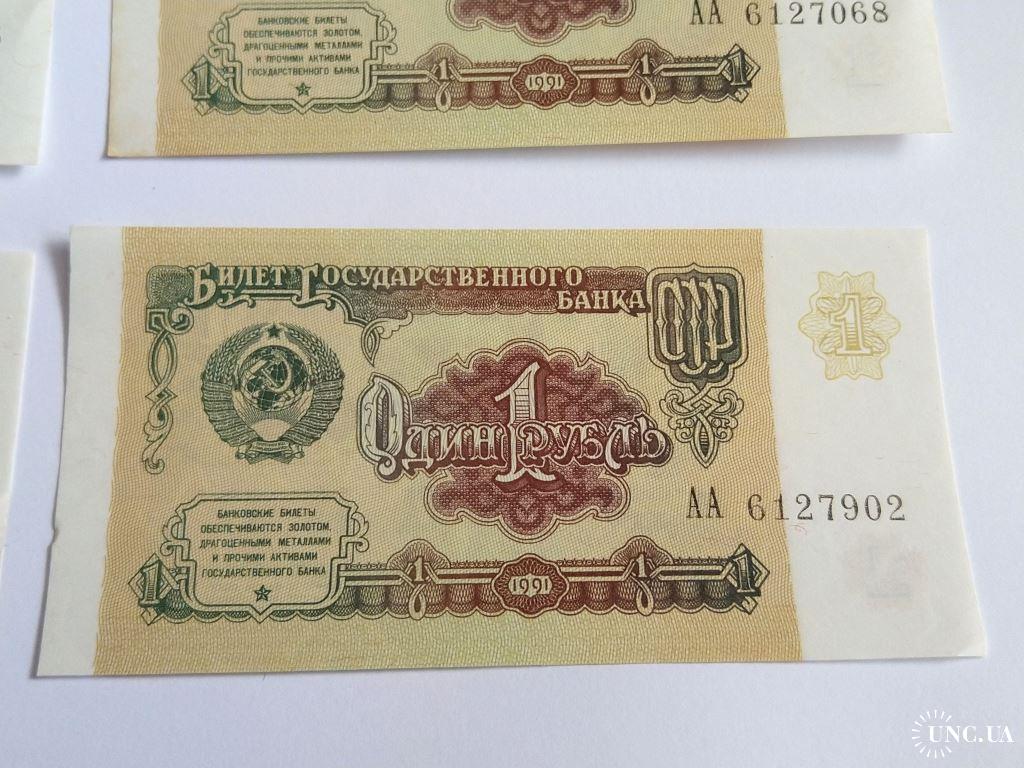 БАНКОВСКИЕ БИЛЕТЫ
ОБЕСПЕЧИВАЮТСЯ ЗОЛОТОМ,
ДРАГОЦЕННЫМИ МЕТАЛЛАМИ
И ПРОЧИМИ АКТИВАМИ
ГОСУДАРСТВЕННОГО БАНКА
АА 6127068
1 1 1991 1 1
БИЛЕТ ГОСУДАРСТВЕННОГО
БАНКА
СССР
1
1
ОДИН РУБЛЬ
АА 6127902
БАНКОВСКИЕ БИЛЕТЫ
ОБЕСПЕЧИВАЮТСЯ ЗОЛОТОМ,
ДРАГОЦЕННЫМИ МЕТАЛЛАМИ
И ПРОЧИМИ АКТИВАМИ
ГОСУДАРСТВЕННОГО БАНКА
1 1 1991 1 1
UNC.UA